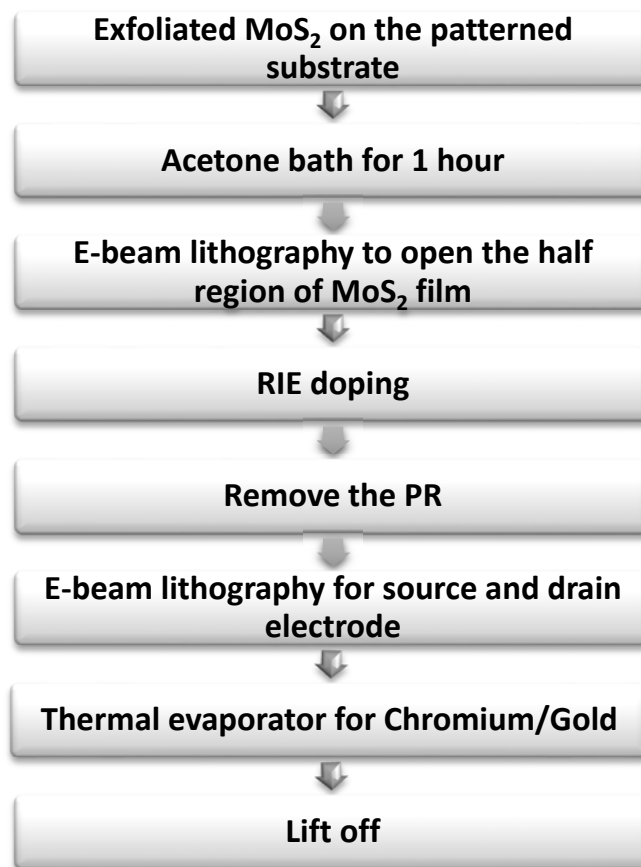 Exfoliated MoS₂ on the patterned
substrate
Acetone bath for 1 hour
E-beam lithography to open the half
region of MoS₂ film
RIE doping
Remove the PR
E-beam lithography for source and drain
electrode
Thermal evaporator for Chromium/Gold
Lift off